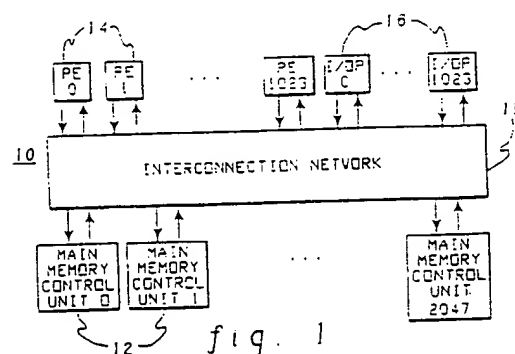 14 16
PE 0 PE 1 ... PE 1023 I/OP 0 ... I/OP 1023
10
INTERCONNECTION NETWORK
MAIN MEMORY CONTROL UNIT 0
MAIN MEMORY CONTROL UNIT 1
...
MAIN MEMORY CONTROL UNIT 2047
12
fig. 1